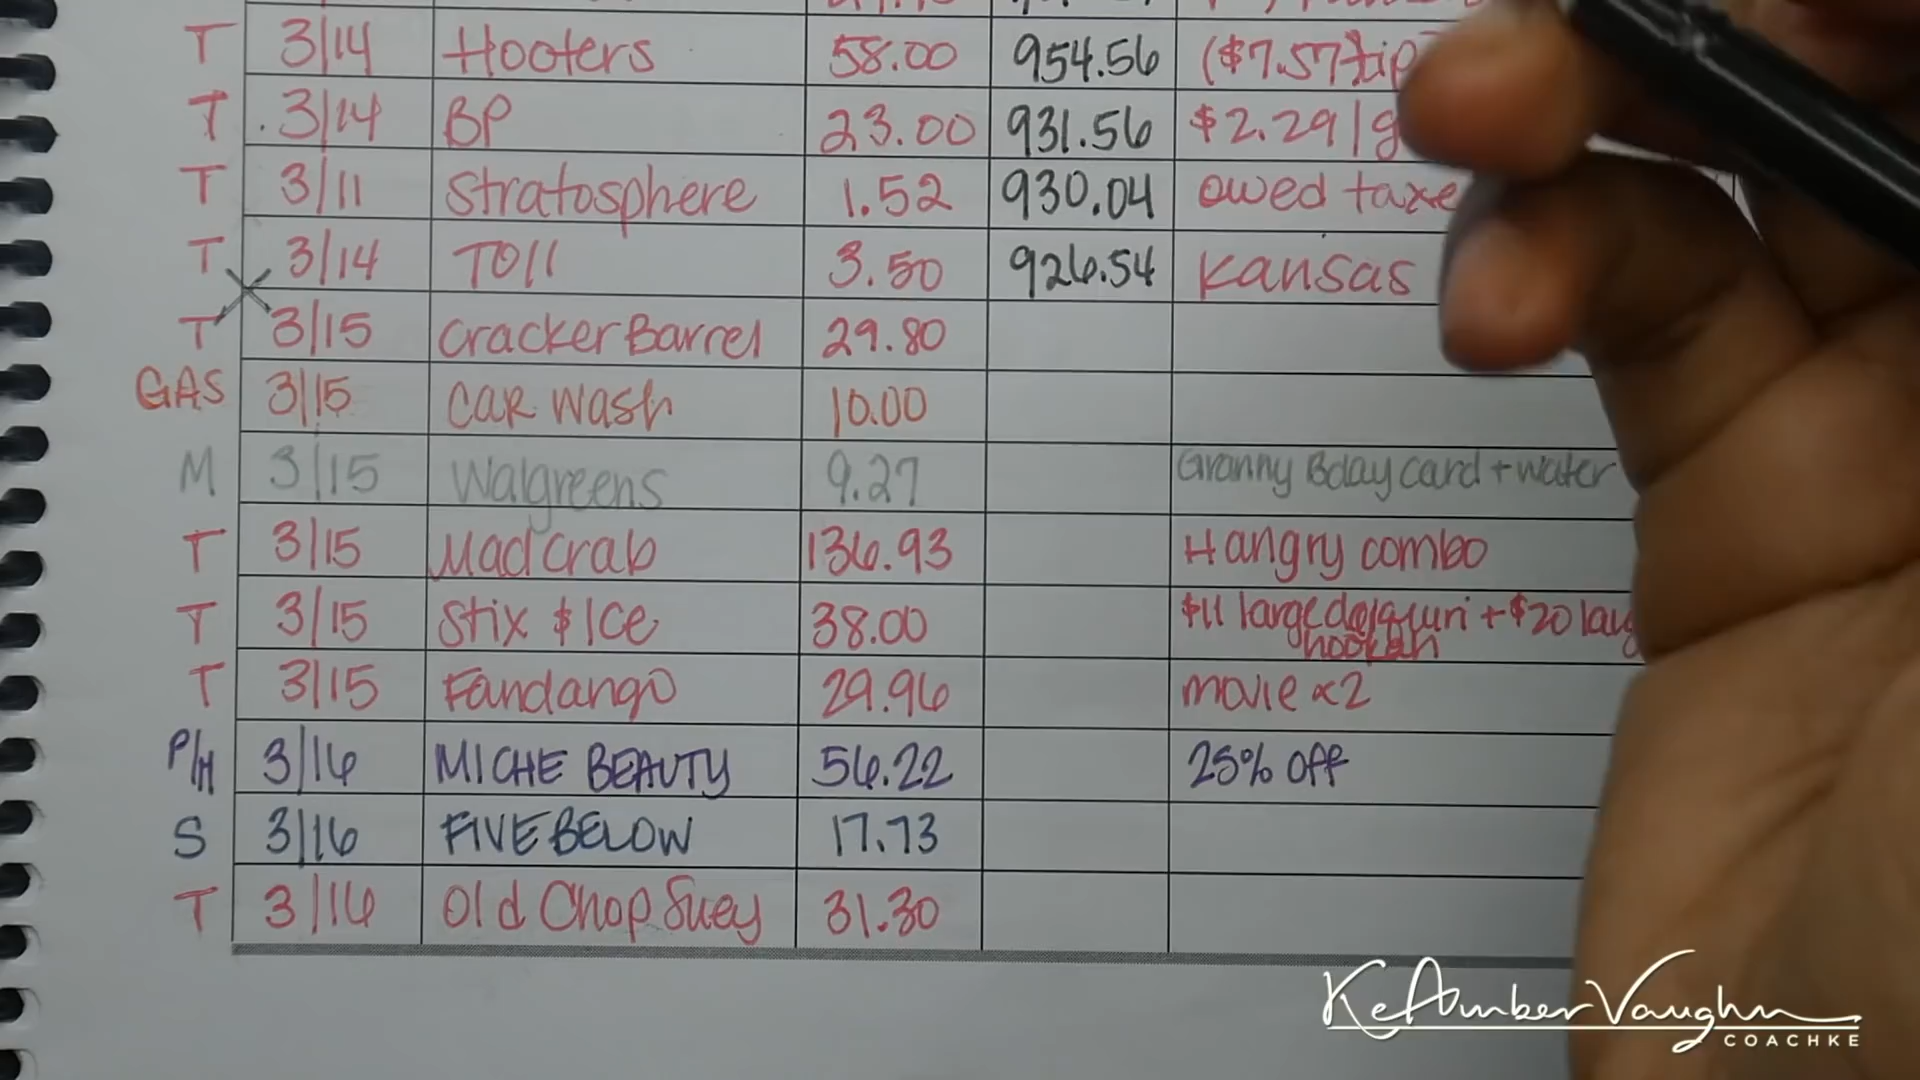 T 3/14 Hooters 58.00 954.56 ($7.57 tip
T 3/14 BP 23.00 931.56 $2.29/g
T 3/11 Stratosphere 1.52 930.04 owed taxe
T 3/14 Toll 3.50 926.54 Kansas
T 3/15 Cracker Barrel 29.80
GAS 3/15 Car wash 10.00
M 3/15 Walgreens 9.27 Granny Bday card + water
T 3/15 Mad Crab 136.93 Hangry combo
T 3/15 Stix $ Ice 38.00 $11 large daiquri + $20
hookah
T 3/15 Fandango 29.96 movie x2
P/H 3/16 MICHE BEAUTY 56.22 25% off
S 3/16 FIVE BELOW 17.73
T 3/16 Old Chop Suey 31.30
KeAmber Vaughn
COACHKE